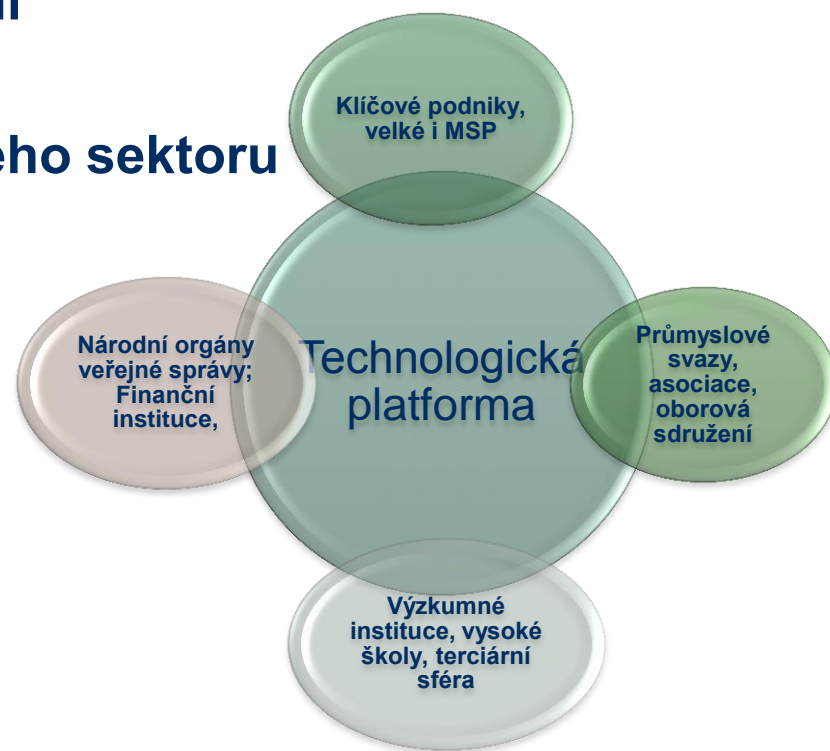 Klíčové podniky,
velké i MSP
ho sektoru
Národní orgány
veřejné správy;
Finanční
instituce,
Technologická
platforma
Průmyslové
svazy,
asociace,
oborová
sdružení
Výzkumné
instituce, vysoké
školy, terciární
sféra